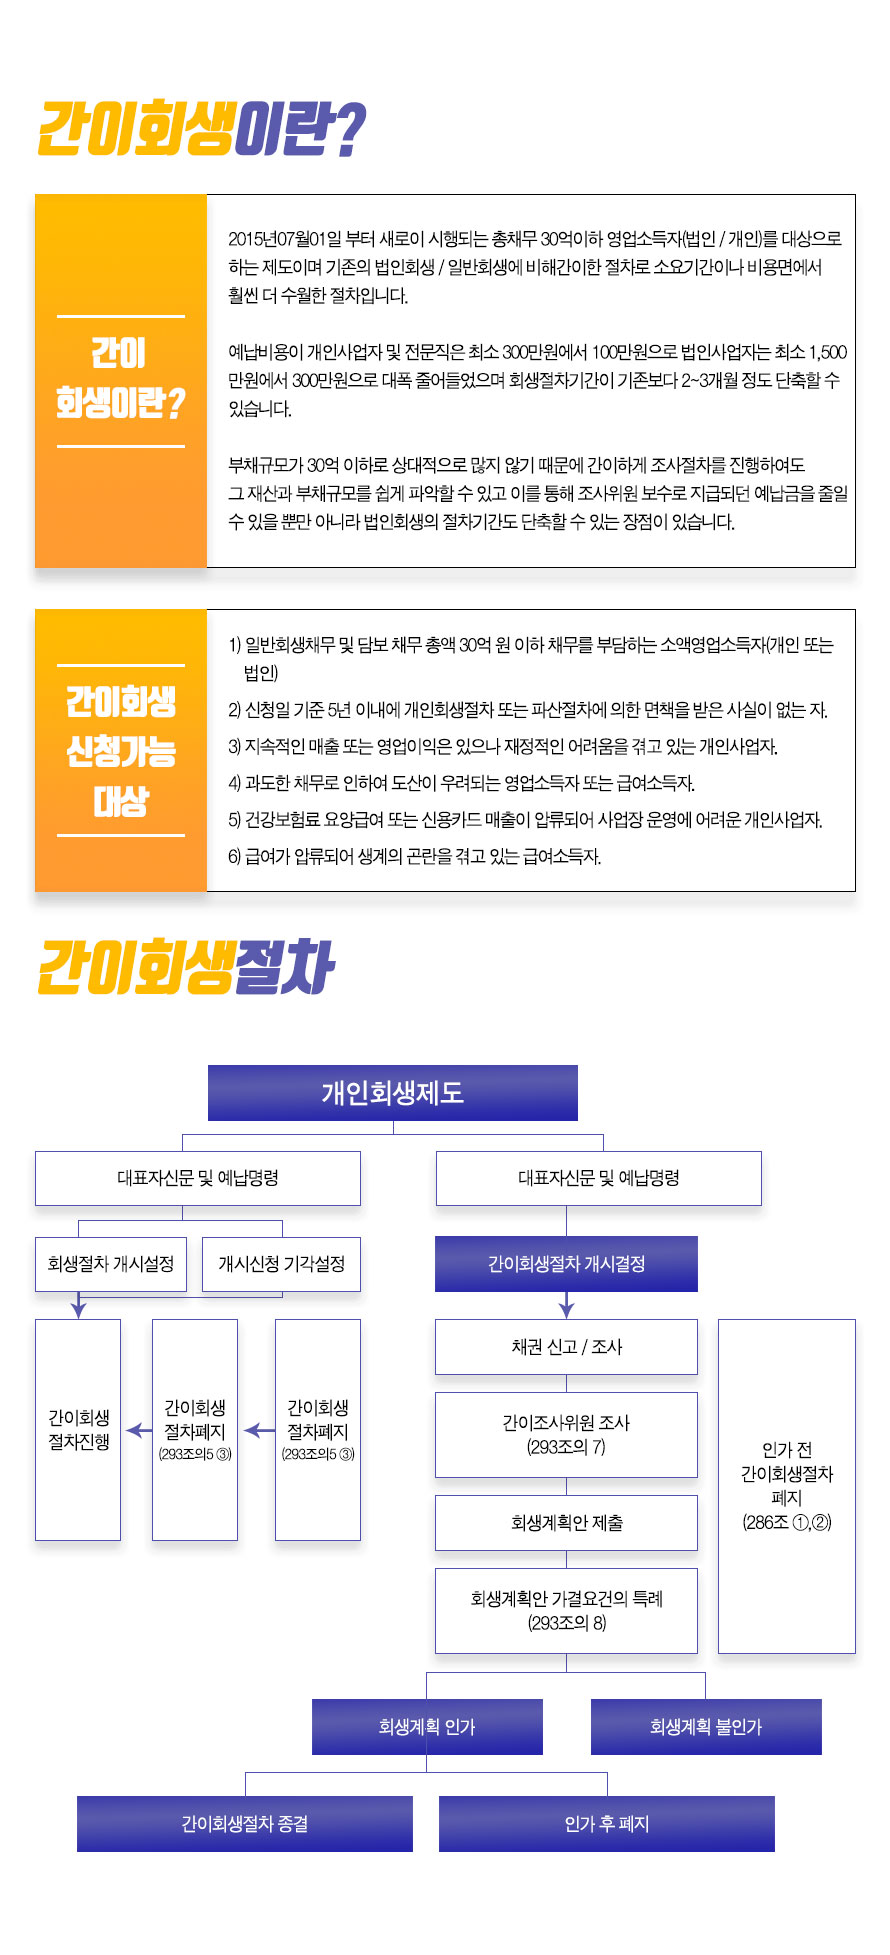 간이회생이란?
간이
회생이란?
2015년07월01일 부터 새로이 시행되는 총채무 30억이하 영업소득자(법인 / 개인)를 대상으로
하는 제도이며 기존의 법인회생 / 일반회생에 비해간이한 절차로 소요기간이나 비용면에서
훨씬 더 수월한 절차입니다.
예납비용이 개인사업자 및 전문직은 최소 300만원에서 100만원으로 법인사업자는 최소 1,500
만원에서 300만원으로 대폭 줄어들었으며 회생절차기간이 기존보다 2~3개월 정도 단축할 수
있습니다.
부채규모가 30억 이하로 상대적으로 많지 않기 때문에 간이하게 조사절차를 진행하여도
그 재산과 부채규모를 쉽게 파악할 수 있고 이를 통해 조사위원 보수로 지급되던 예납금을 줄일
수 있을 뿐만 아니라 법인회생의 절차기간도 단축할 수 있는 장점이 있습니다.
간이회생
신청가능
대상
1) 일반회생채무 및 담보 채무 총액 30억 원 이하 채무를 부담하는 소액영업소득자(개인 또는
법인)
2) 신청일 기준 5년 이내에 개인회생절차 또는 파산절차에 의한 면책을 받은 사실이 없는 자.
3) 지속적인 매출 또는 영업이익은 있으나 재정적인 어려움을 겪고 있는 개인사업자.
4) 과도한 채무로 인하여 도산이 우려되는 영업소득자 또는 급여소득자.
5) 건강보험료 요양급여 또는 신용카드 매출이 압류되어 사업장 운영에 어려운 개인사업자.
6) 급여가 압류되어 생계의 곤란을 겪고 있는 급여소득자.
간이회생절차
개인회생제도
대표자신문 및 예납명령
대표자신문 및 예납명령
회생절차 개시설정
개시신청 기각설정
간이회생절차 개시결정
간이회생
절차진행
간이회생
절차폐지
(293조의5 ③)
간이회생
절차폐지
(293조의5 ③)
채권 신고 / 조사
간이조사위원 조사
(293조의 7)
회생계획안 제출
회생계획안 가결요건의 특례
(293조의 8)
인가 전
간이회생절차
폐지
(286조 ①,②)
회생계획 인가
회생계획 불인가
간이회생절차 종결
인가 후 폐지